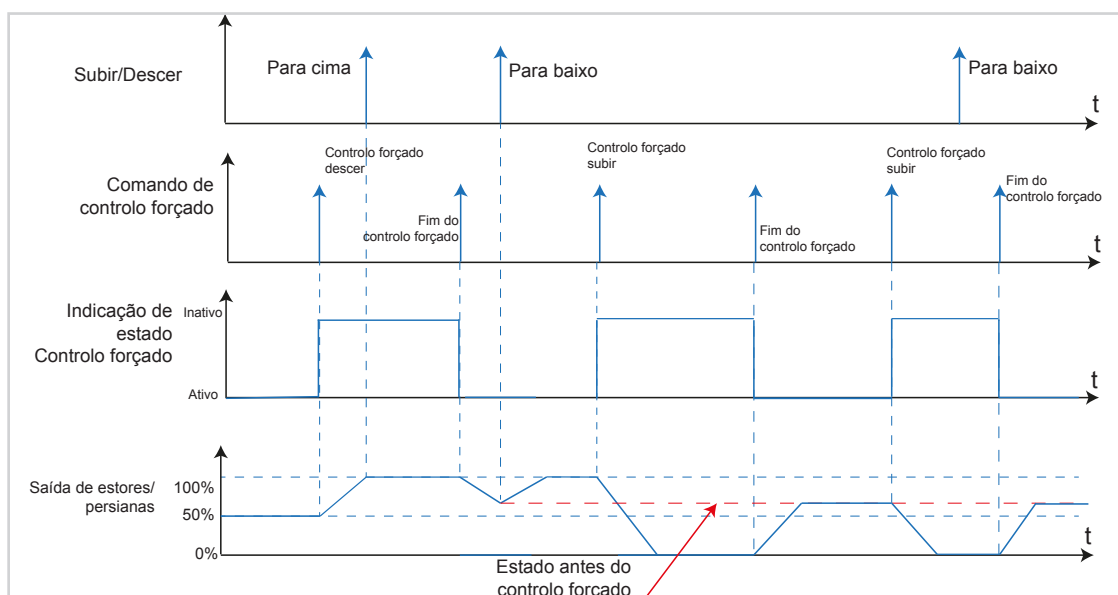 Subir/Descer
Para cima
Para baixo
Para baixo
t
Comando de
controlo forçado
Controlo forçado
descer
Fim do
controlo forçado
Controlo forçado
subir
Fim do
controlo forçado
Controlo forçado
subir
Fim do
controlo forçado
t
Indicação de
estado
Controlo forçado
Inativo
Ativo
t
Saída de estores/
persianas
100%
50%
0%
t
Estado antes do
controlo forçado